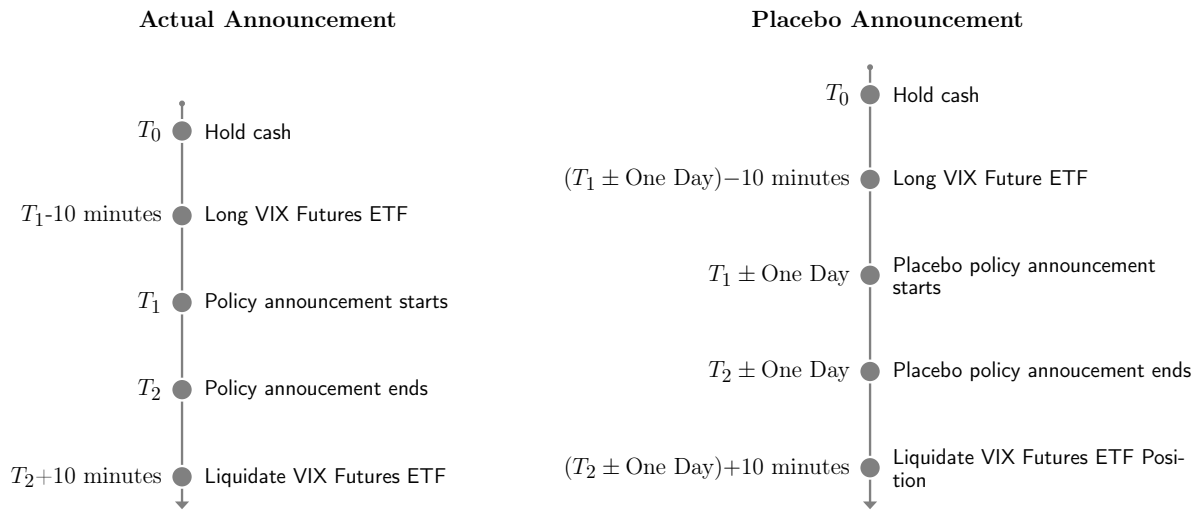 Actual Announcement
T0 Hold cash
T1-10 minutes Long VIX Futures ETF
T1 Policy announcement starts
T2 Policy annoucement ends
T2+10 minutes Liquidate VIX Futures ETF
Placebo Announcement
T0 Hold cash
(T1 ± One Day)−10 minutes Long VIX Future ETF
T1 ± One Day Placebo policy announcement
starts
T2 ± One Day Placebo policy annoucement ends
(T2 ± One Day)+10 minutes Liquidate VIX Futures ETF Posi-
tion